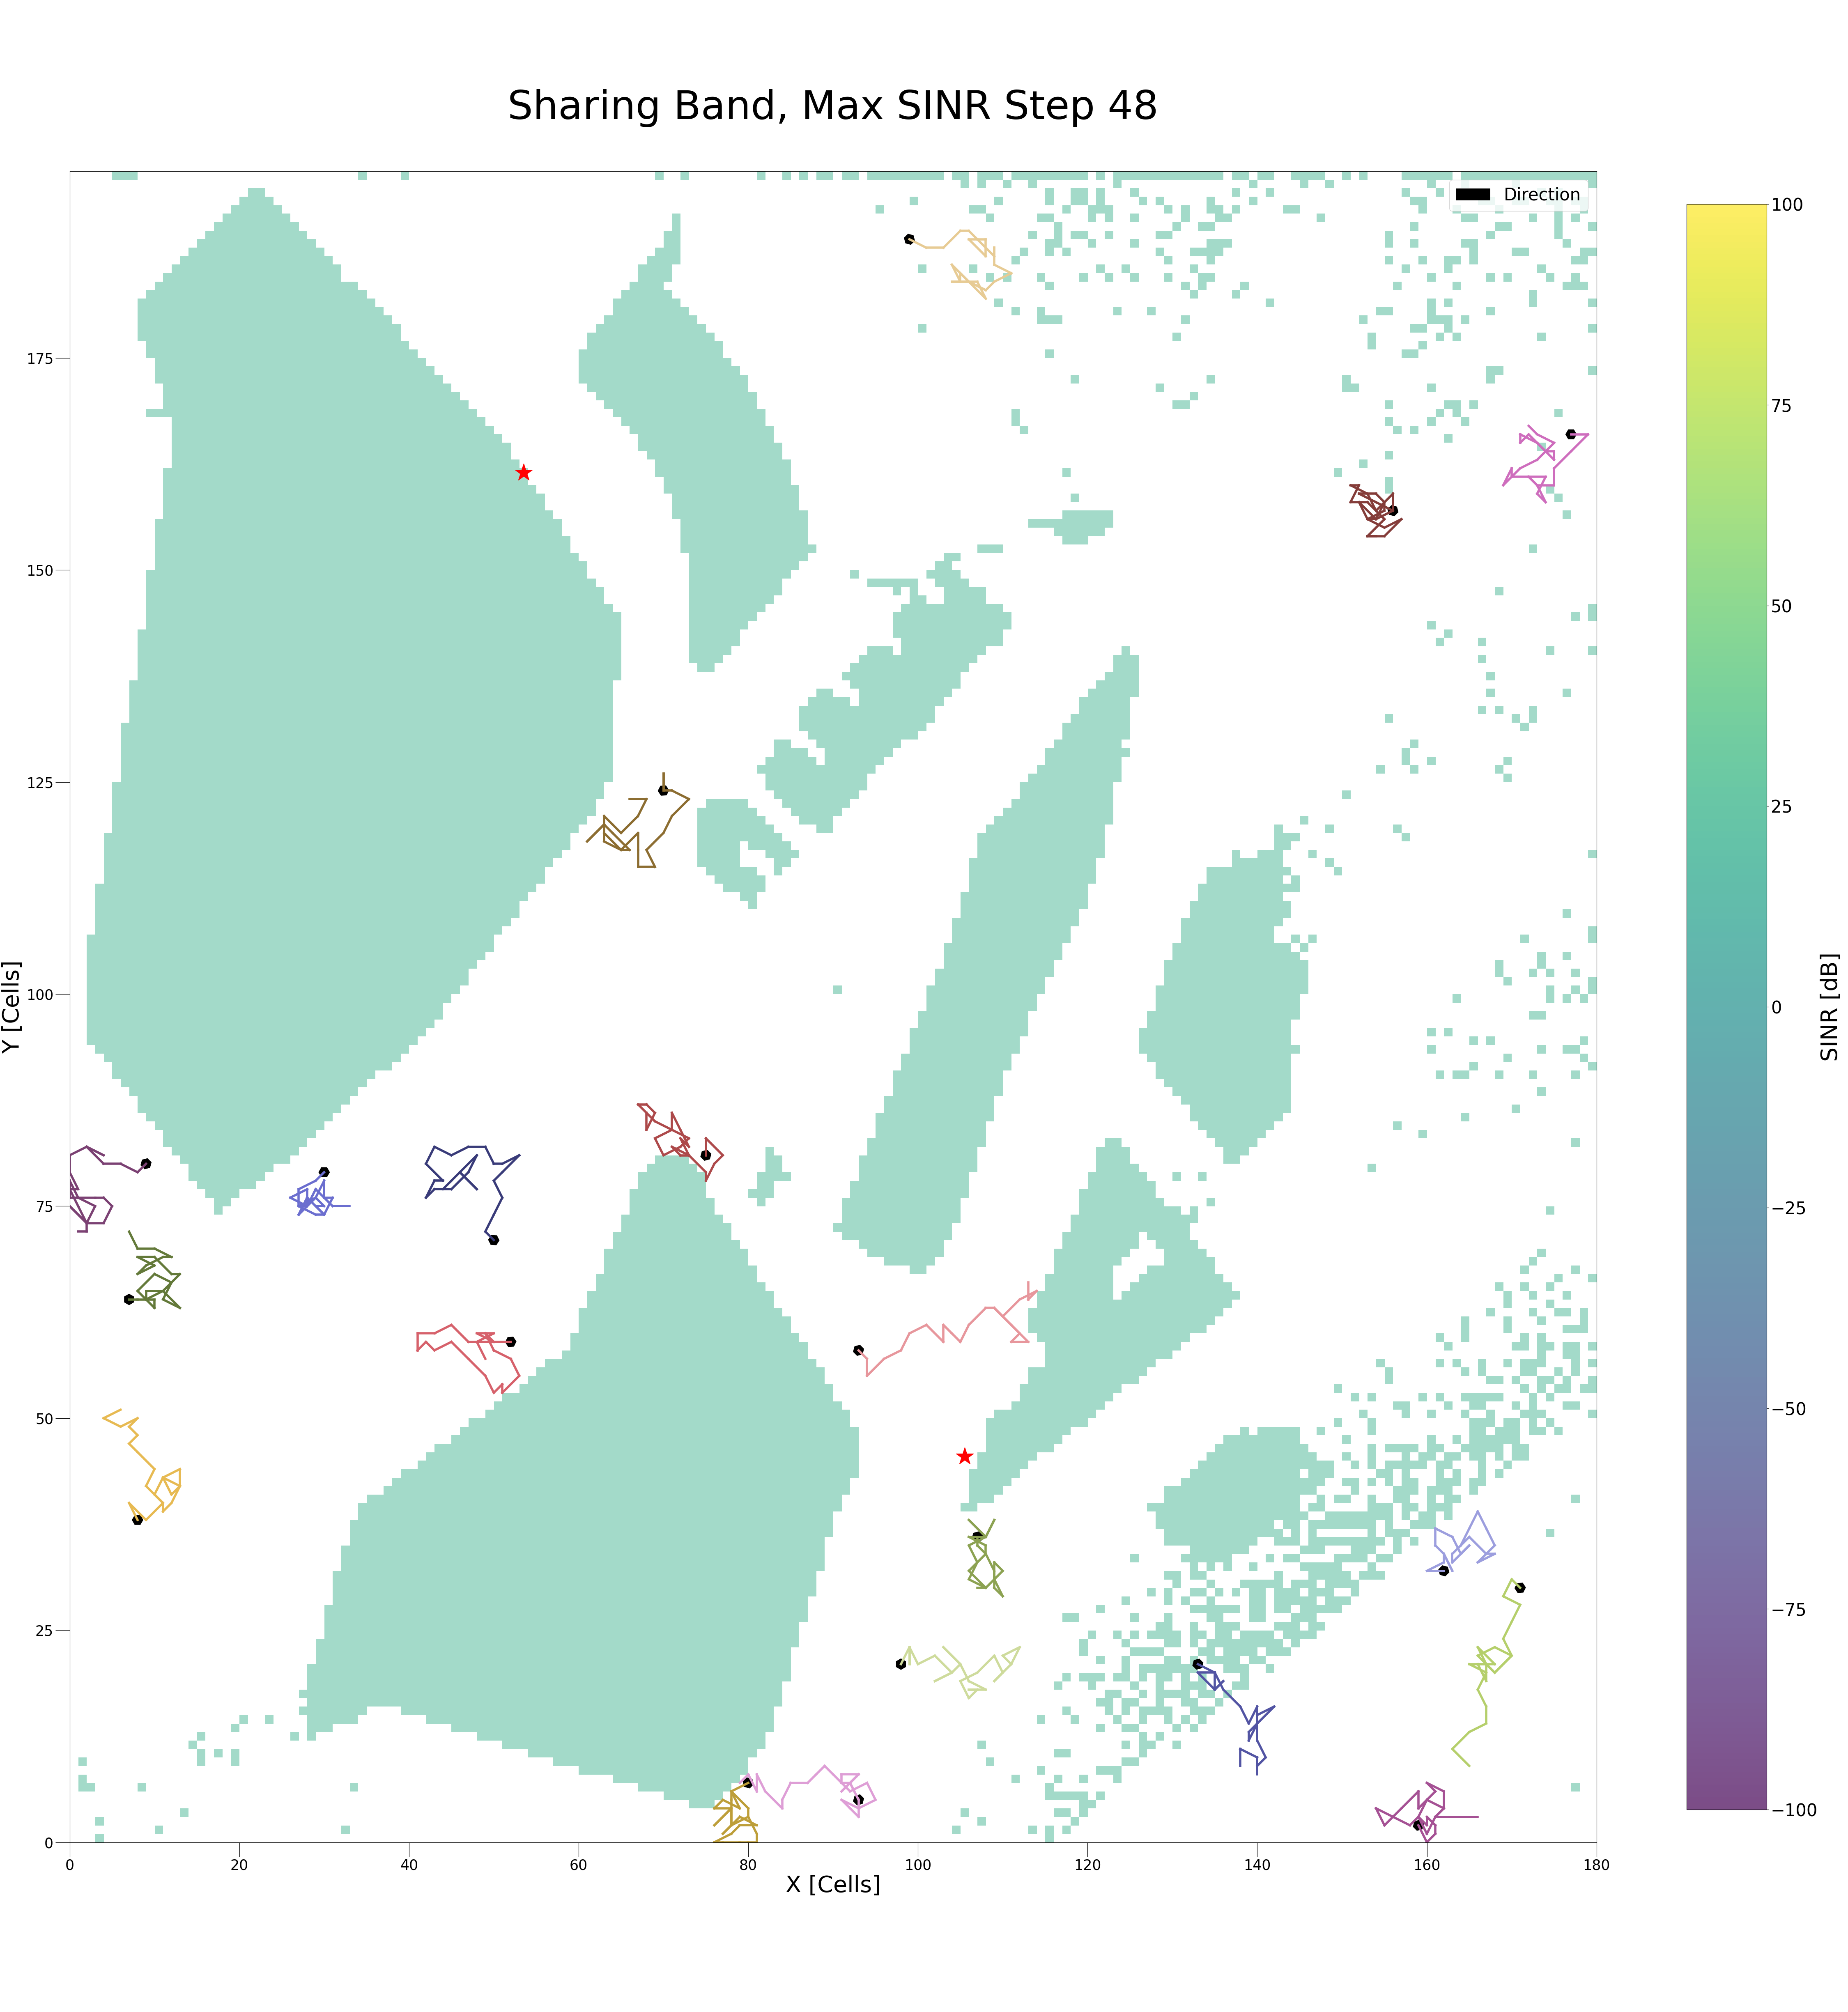 Sharing Band, Max SINR Step 48
Direction
Y [Cells]
175
150
125
100
75
50
25
0
0 20 40 60 80 100 120 140 160 180
X [Cells]
100
75
50
25
0
−25
−50
−75
−100
SINR [dB]